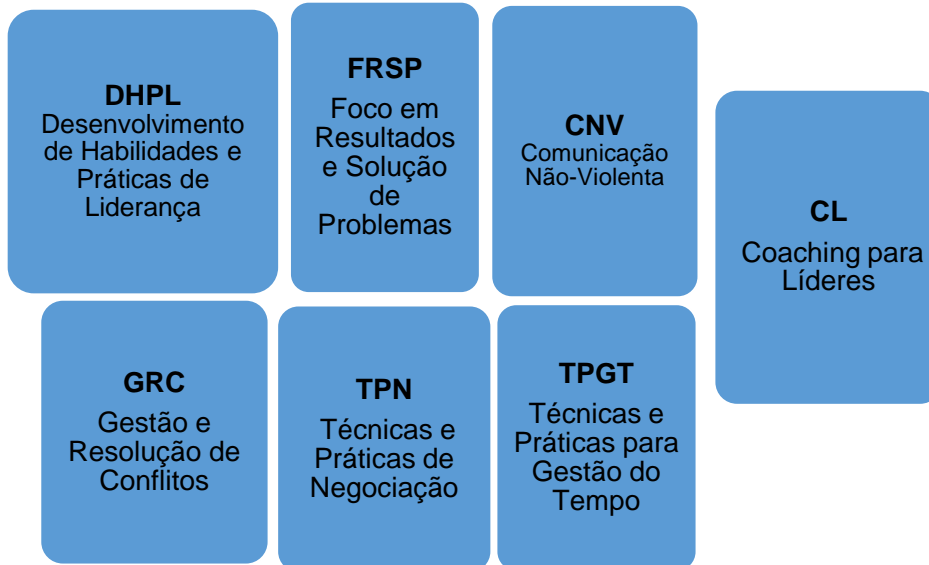 DHPL
Desenvolvimento
de Habilidades e
Práticas de
Liderança
FRSP
Foco em
Resultados
e Solução
de
Problemas
CNV
Comunicação
Não-Violenta
CL
Coaching para
Líderes
GRC
Gestão e
Resolução de
Conflitos
TPN
Técnicas e
Práticas de
Negociação
TPGT
Técnicas e
Práticas para
Gestão do
Tempo